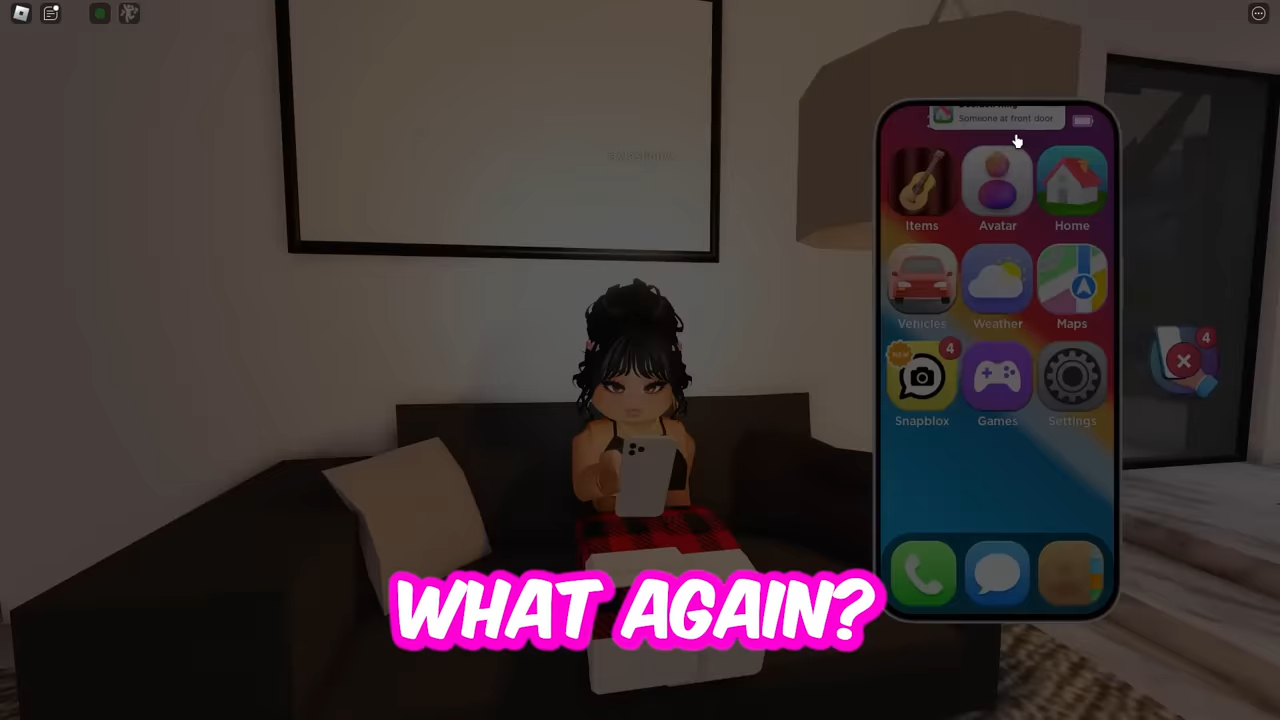 Someone at front door
Items
Avatar
Home
Vehicles
Weather
Maps
NEW
4
4
Snapblox
Games
Settings
WHAT AGAIN?